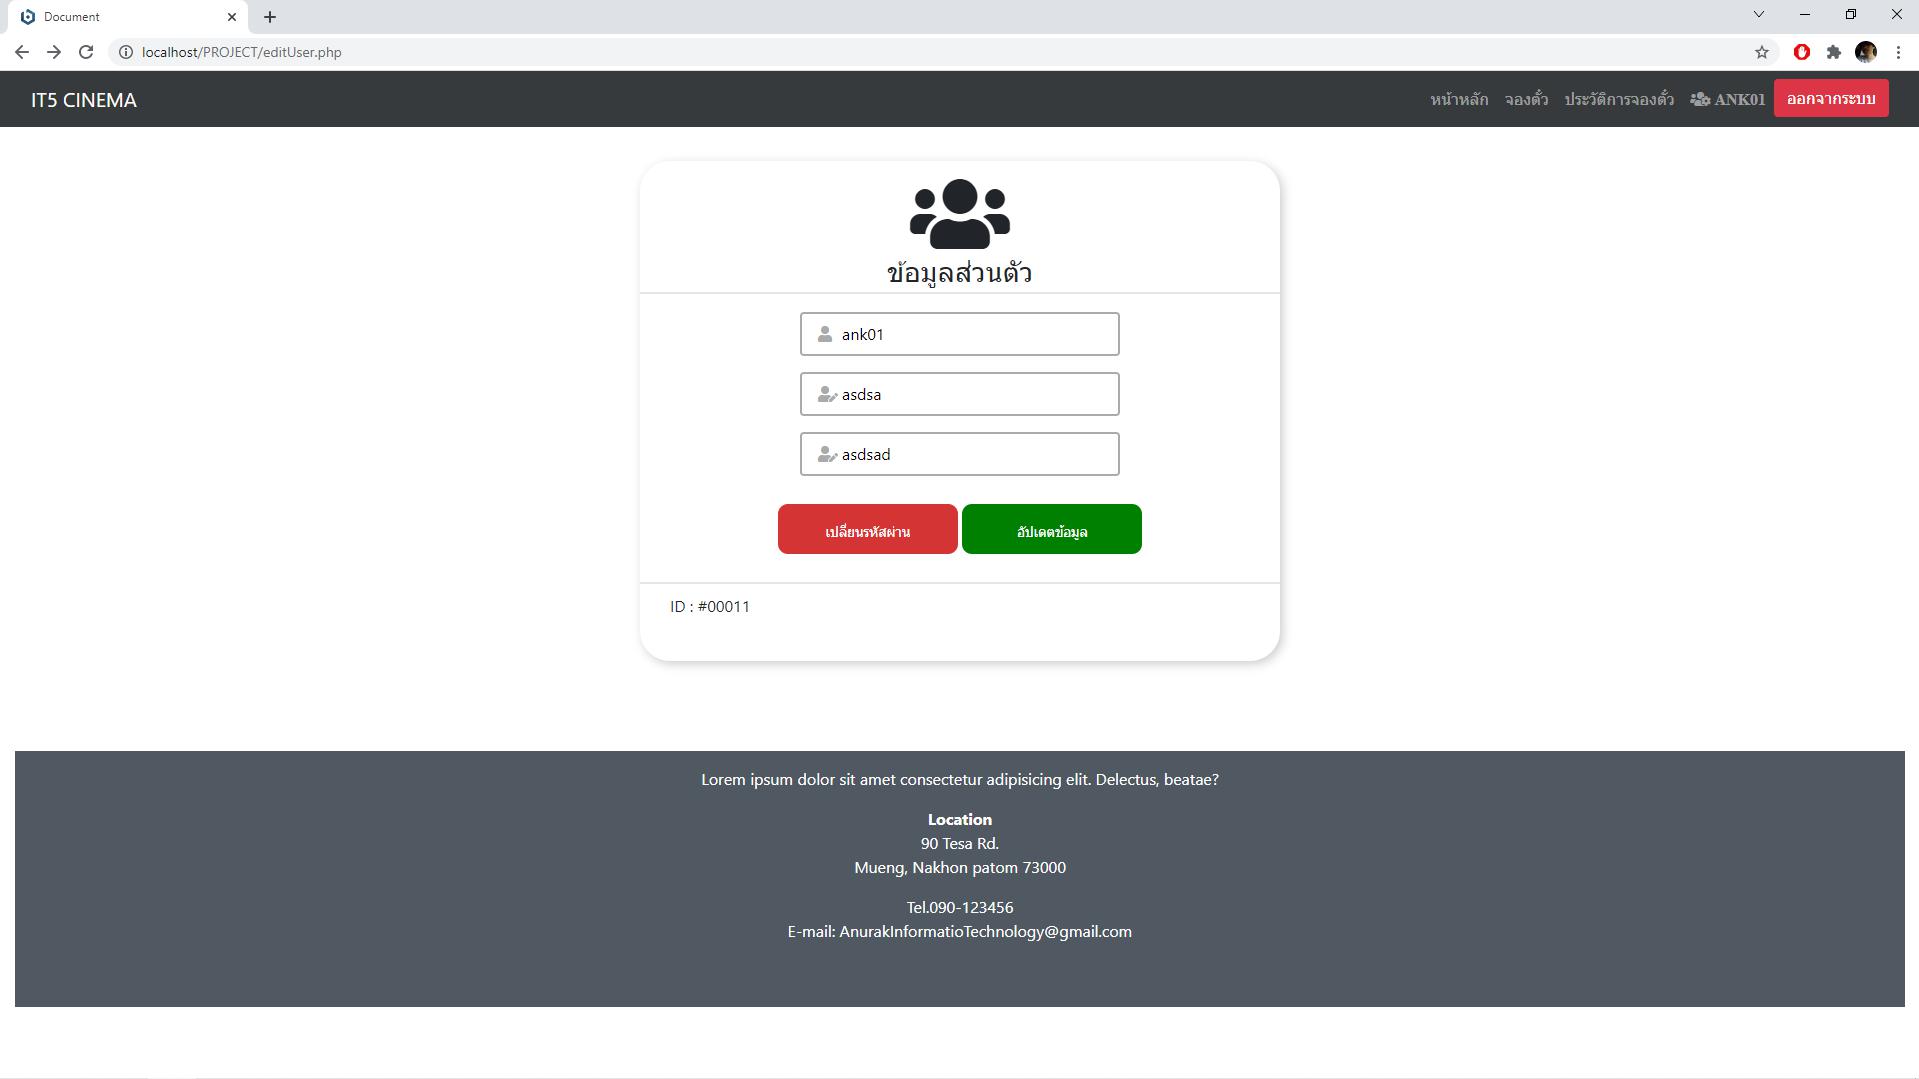 Document
localhost/PROJECT/editUser.php
IT5 CINEMA
หน้าหลัก จองตั๋ว ประวัติการจองตั๋ว ANK01 ออกจากระบบ
ข้อมูลส่วนตัว
ank01
asdsa
asdsad
เปลี่ยนรหัสผ่าน อัปเดตข้อมูล
ID : #00011
Lorem ipsum dolor sit amet consectetur adipisicing elit. Delectus, beatae?
Location
90 Tesa Rd.
Mueng, Nakhon patom 73000
Tel.090-123456
E-mail: AnurakInformatioTechnology@gmail.com